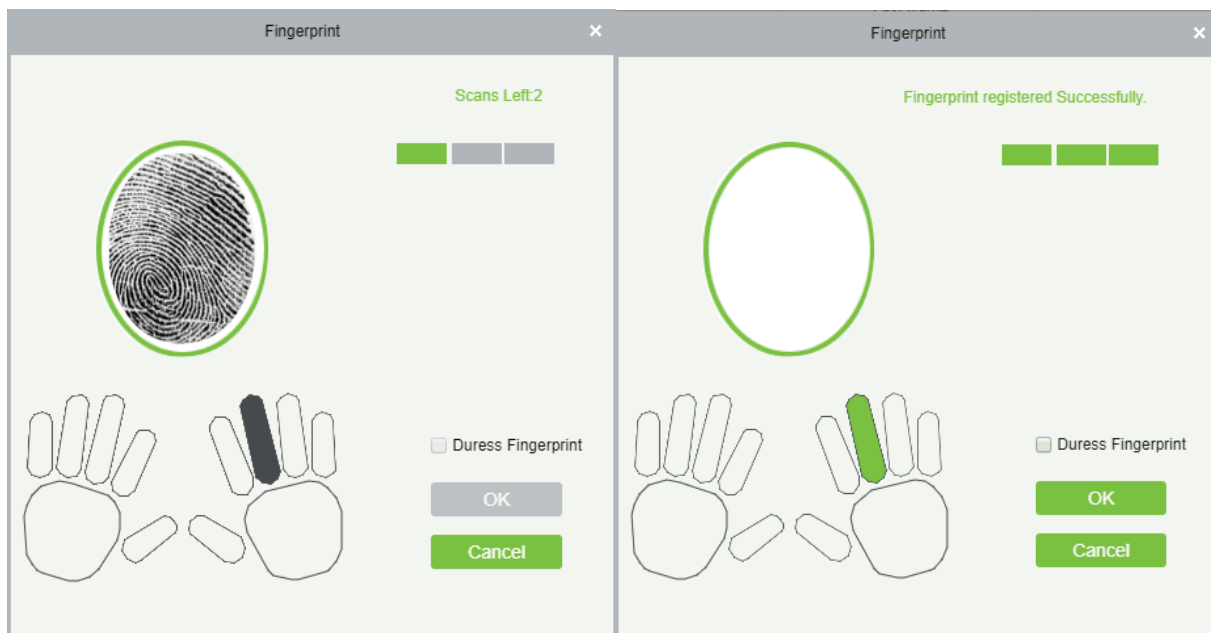 Fingerprint
Scans Left:2
Duress Fingerprint
OK
Cancel
Fingerprint
Fingerprint registered Successfully.
Duress Fingerprint
OK
Cancel